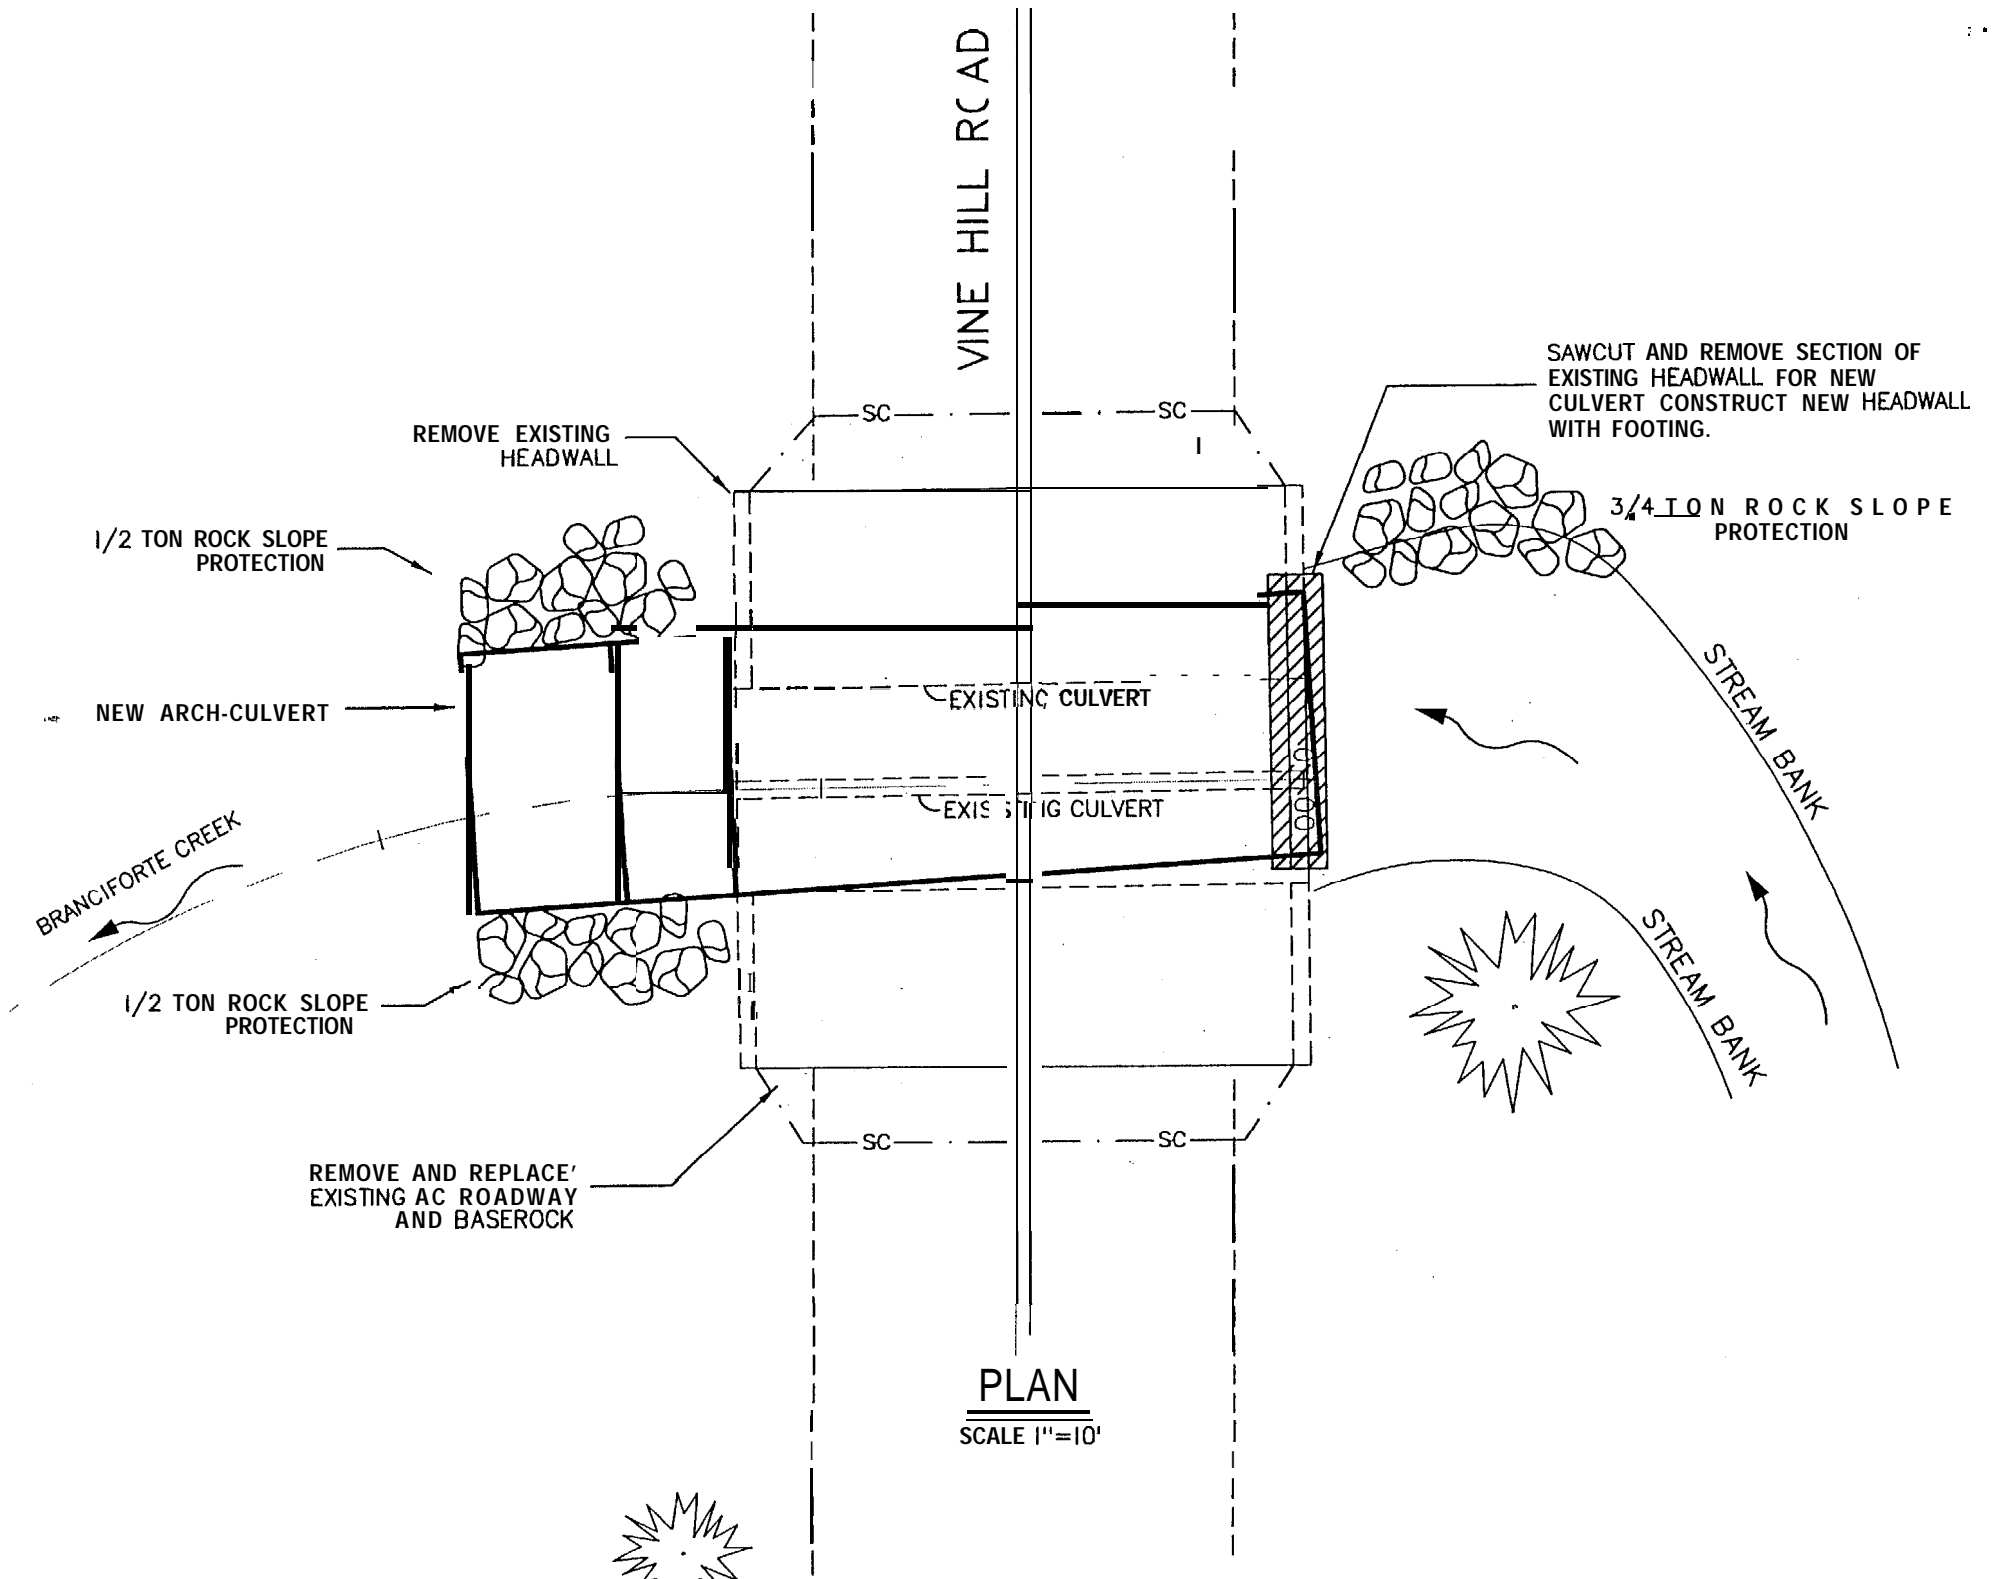 VINE HILL ROAD
SAWCUT AND REMOVE SECTION OF
EXISTING HEADWALL FOR NEW
CULVERT CONSTRUCT NEW HEADWALL
WITH FOOTING.
SC
SC
REMOVE EXISTING
HEADWALL
3/4 TON ROCK SLOPE
PROTECTION
1/2 TON ROCK SLOPE
PROTECTION
EXISTING CULVERT
NEW ARCH-CULVERT
STREAM BANK
EXISTING CULVERT
BRANCIFORTE CREEK
STREAM BANK
1/2 TON ROCK SLOPE
PROTECTION
SC
SC
REMOVE AND REPLACE'
EXISTING AC ROADWAY
AND BASEROCK
PLAN
SCALE 1"=10'